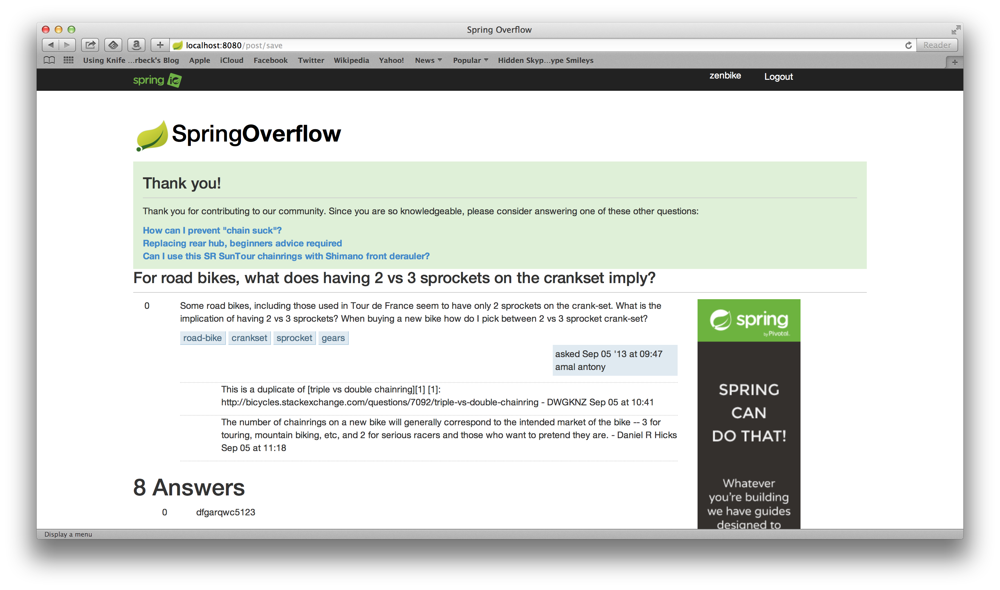 Spring Overflow
localhost:8080/post/save
Reader
Using Knife ...rbeck's Blog Apple iCloud Facebook Twitter Wikipedia Yahoo! News Popular Hidden Skyp...ype Smileys
spring io zenbike Logout
SpringOverflow
Thank you!
Thank you for contributing to our community. Since you are so knowledgeable, please consider answering one of these other questions:
How can I prevent "chain suck"?
Replacing rear hub, beginners advice required
Can I use this SR SunTour chainrings with Shimano front derauler?
For road bikes, what does having 2 vs 3 sprockets on the crankset imply?
0 Some road bikes, including those used in Tour de France seem to have only 2 sprockets on the crank-set. What is the
implication of having 2 vs 3 sprockets? When buying a new bike how do I pick between 2 vs 3 sprocket crank-set?
road-bike crankset sprocket gears
asked Sep 05 '13 at 09:47
amal antony
This is a duplicate of [triple vs double chainring][1] [1]:
http://bicycles.stackexchange.com/questions/7092/triple-vs-double-chainring - DWGKNZ Sep 05 at 10:41
The number of chainrings on a new bike will generally correspond to the intended market of the bike -- 3 for
touring, mountain biking, etc, and 2 for serious racers and those who want to pretend they are. - Daniel R Hicks
Sep 05 at 11:18
8 Answers
0 dfgarqwc5123
spring
by Pivotal.
SPRING
CAN
DO THAT!
Whatever
you're building
we have guides
designed to
Display a menu